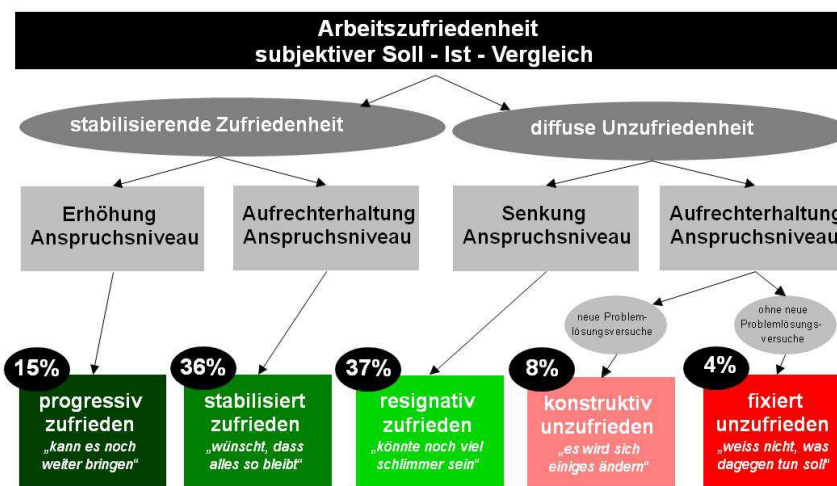 Arbeitszufriedenheit
subjektiver Soll - Ist - Vergleich
stabilisierende Zufriedenheit
diffuse Unzufriedenheit
Erhöhung
Anspruchsniveau
Aufrechterhaltung
Anspruchsniveau
Senkung
Anspruchsniveau
Aufrechterhaltung
Anspruchsniveau
neue Problem-
lösungsversuche
ohne neue
Problemlösungs-
versuche
15%
progressiv
zufrieden
„kann es noch
weiter bringen“
36%
stabilisiert
zufrieden
„wünscht, dass
alles so bleibt“
37%
resignativ
zufrieden
„könnte noch viel
schlimmer sein“
8%
konstruktiv
unzufrieden
„es wird sich
einiges ändern“
4%
fixiert
unzufrieden
„weiss nicht, was
dagegen tun soll“